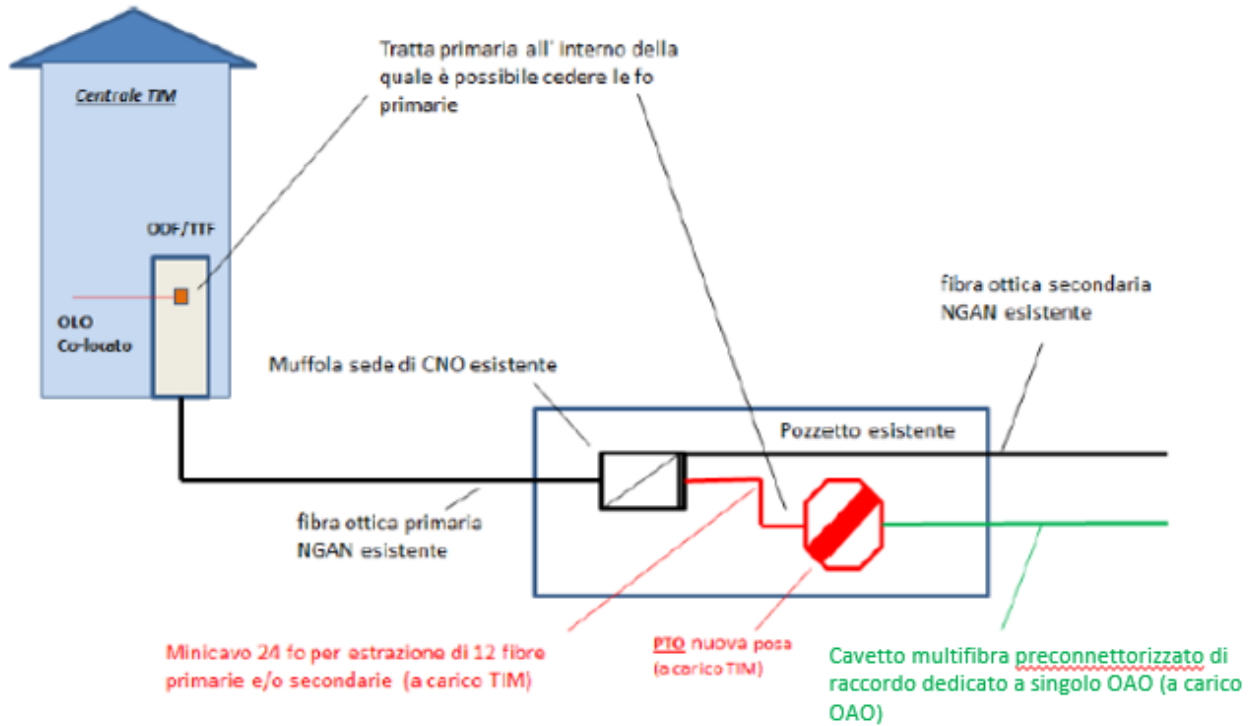 Tratta primaria all' interno della
quale è possibile cedere le fo
primarie
Centrale TIM
ODF/TTF
OLO
Co-locato
fibra ottica secondaria
NGAN esistente
Muffola sede di CNO esistente
Pozzetto esistente
fibra ottica primaria
NGAN esistente
Minicavo 24 fo per estrazione di 12 fibre
primarie e/o secondarie (a carico TIM)
PTO nuova posa
(a carico TIM)
Cavetto multifibra preconnettorizzato di
raccordo dedicato a singolo OAO (a carico
OAO)